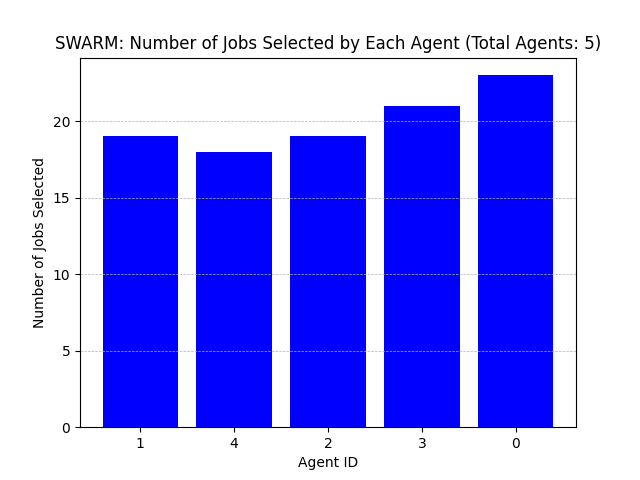 SWARM: Number of Jobs Selected by Each Agent (Total Agents: 5)
Number of Jobs Selected
20
15
10
5
0
1 4 2 3 0
Agent ID